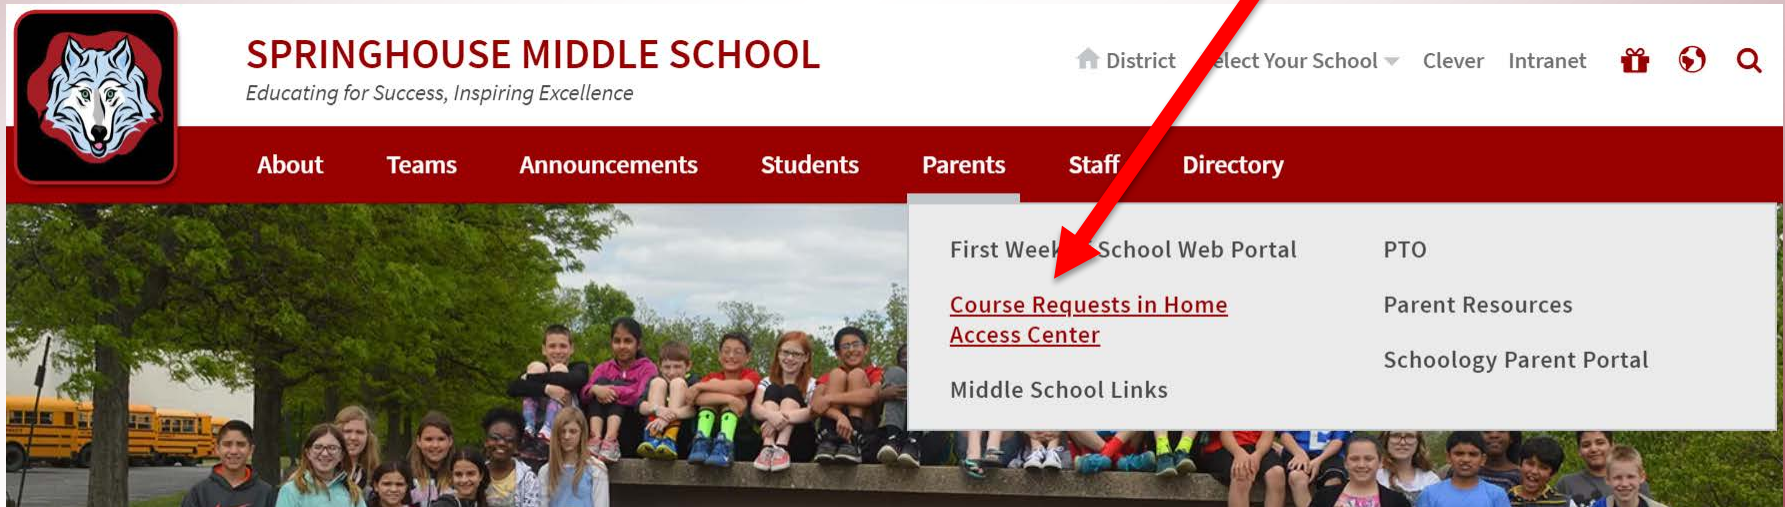 SPRINGHOUSE MIDDLE SCHOOL
Educating for Success, Inspiring Excellence
District elect Your School Clever Intranet
About Teams Announcements Students Parents Staff Directory
First Week School Web Portal
Course Requests in Home
Access Center
Middle School Links
PTO
Parent Resources
Schoology Parent Portal